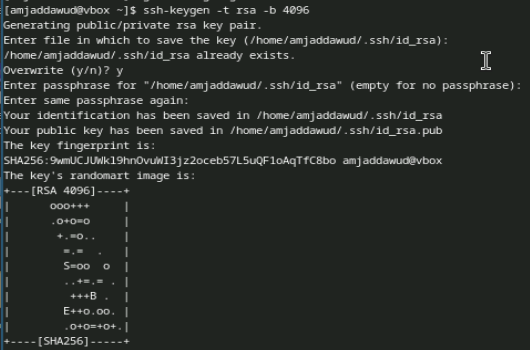 [amjaddawud@vbox ~]$ ssh-keygen -t rsa -b 4096
Generating public/private rsa key pair.
Enter file in which to save the key (/home/amjaddawud/.ssh/id_rsa):
/home/amjaddawud/.ssh/id_rsa already exists.
Overwrite (y/n)? y
Enter passphrase for "/home/amjaddawud/.ssh/id_rsa" (empty for no passphrase):
Enter same passphrase again:
Your identification has been saved in /home/amjaddawud/.ssh/id_rsa
Your public key has been saved in /home/amjaddawud/.ssh/id_rsa.pub
The key fingerprint is:
SHA256:9wmUCJUWkl9hnOvuWI3jz2oceb57L5uQF1oAqTfC8bo amjaddawud@vbox
The key's randomart image is:
+---[RSA 4096]----+
|      ooo+++     |
|      .o+o=o     |
|       +.=o..    |
|        =.=  .   |
|        S=oo  o  |
|        ..+=.= . |
|         +++B .  |
|        E++o.oo. |
|        .o+o=+o+.|
+----[SHA256]-----+